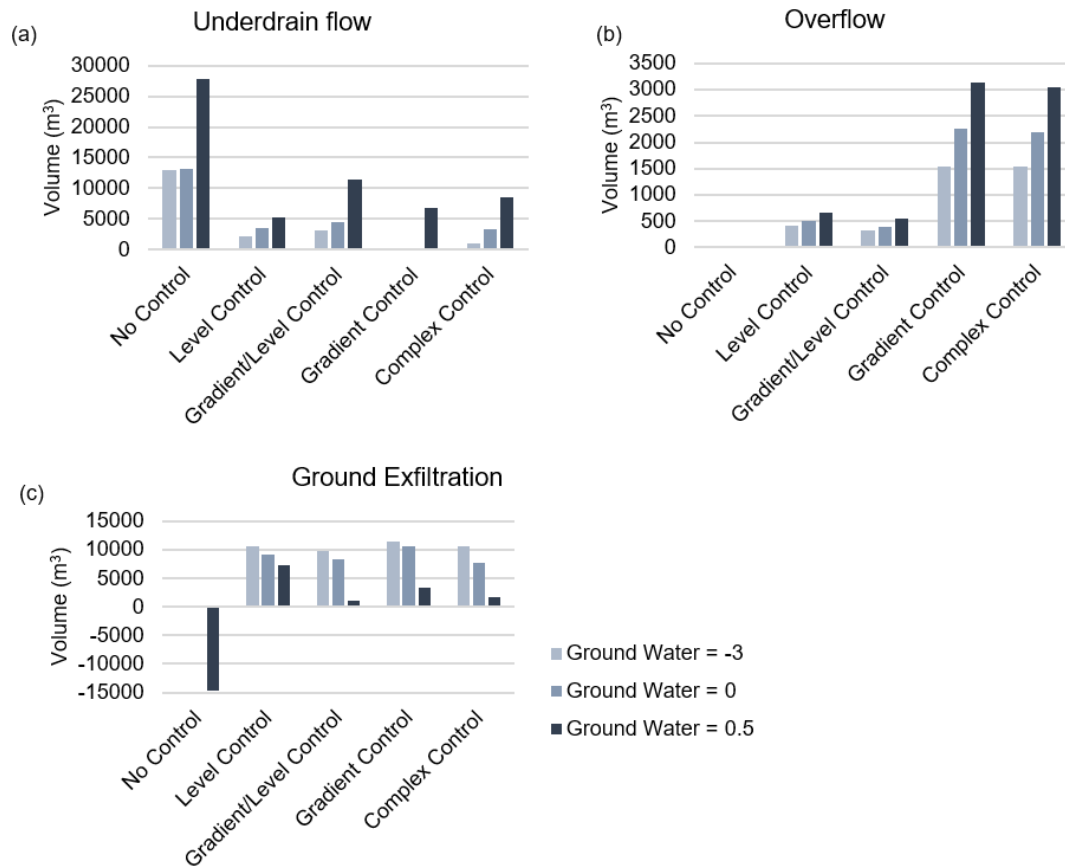 (a)
Underdrain flow
Volume (m³)
30000
25000
20000
15000
10000
5000
0
No Control
Level Control
Gradient/Level Control
Gradient Control
Complex Control
(b)
Overflow
Volume (m³)
3500
3000
2500
2000
1500
1000
500
0
No Control
Level Control
Gradient/Level Control
Gradient Control
Complex Control
(c)
Ground Exfiltration
Volume (m³)
15000
10000
5000
0
-5000
-10000
-15000
No Control
Level Control
Gradient/Level Control
Gradient Control
Complex Control
Ground Water = -3
Ground Water = 0
Ground Water = 0.5